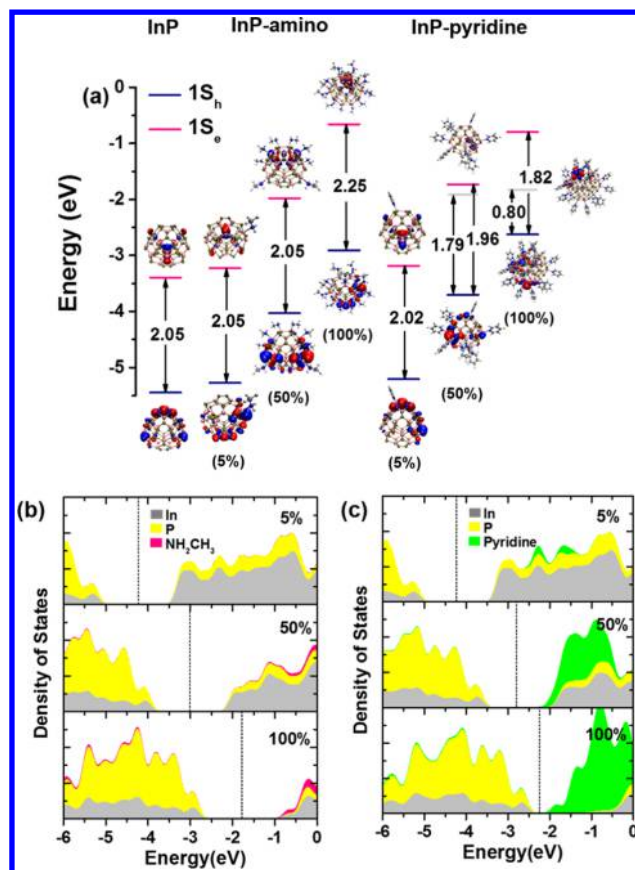 InP InP-amino InP-pyridine
(a)
1Sh
1Se
Energy (eV)
0
-1
-2
-3
-4
-5
2.05
2.05
(5%)
2.05
(50%)
2.25
(100%)
2.02
(5%)
1.79
1.96
(50%)
0.80
1.82
(100%)
(b)
In
P
NH2CH3
5%
50%
100%
Density of States
-6 -5 -4 -3 -2 -1 0
Energy(eV)
(c)
In
P
Pyridine
5%
50%
100%
Density of States
-6 -5 -4 -3 -2 -1 0
Energy(eV)